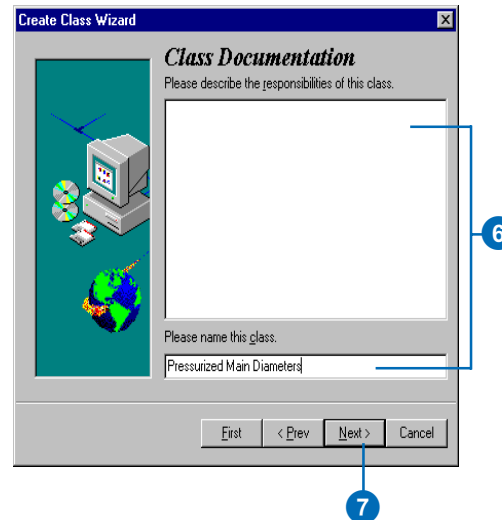 Create Class Wizard
Class Documentation
Please describe the responsibilities of this class.
6
Please name this class.
Pressurized Main Diameters
First
< Prev
Next >
Cancel
7